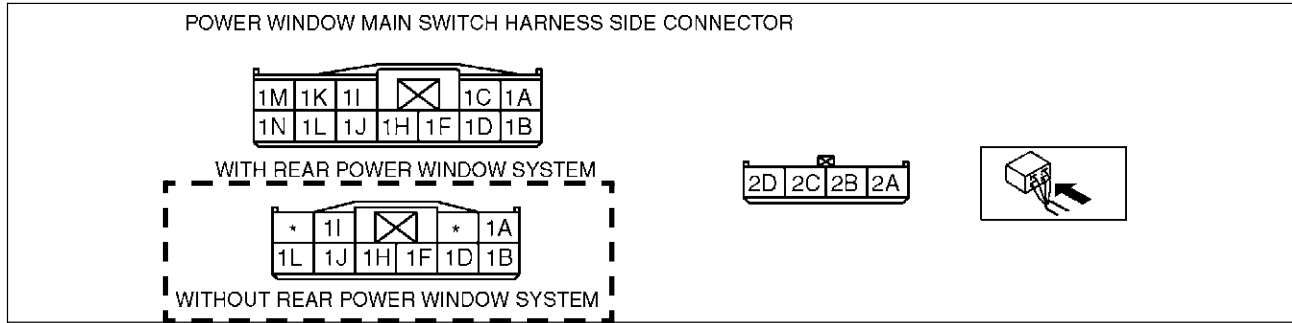 POWER WINDOW MAIN SWITCH HARNESS SIDE CONNECTOR
1M 1K 1I 1C 1A
1N 1L 1J 1H 1F 1D 1B
WITH REAR POWER WINDOW SYSTEM
2D 2C 2B 2A
* 1I * 1A
1L 1J 1H 1F 1D 1B
WITHOUT REAR POWER WINDOW SYSTEM